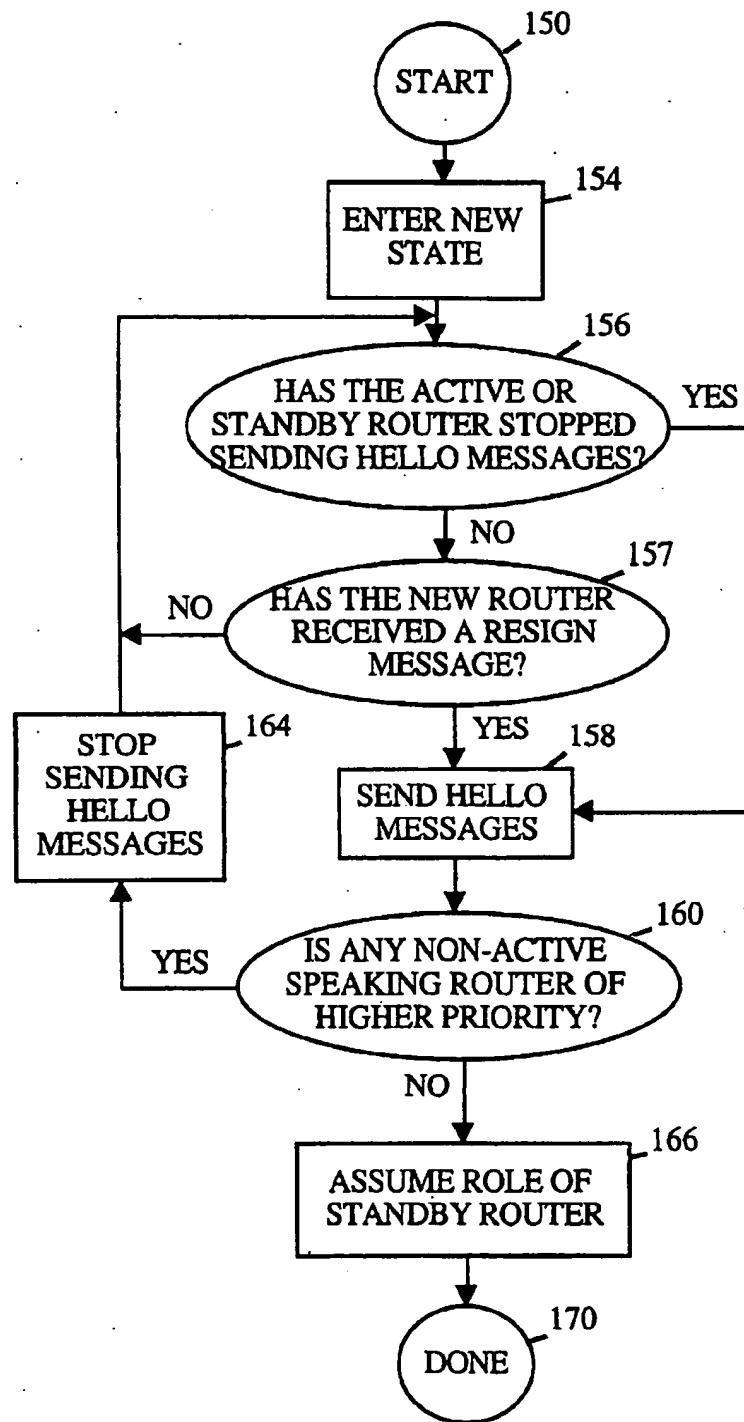 150
START
154
ENTER NEW
STATE
156
HAS THE ACTIVE OR
STANDBY ROUTER STOPPED
SENDING HELLO MESSAGES?
YES
NO
157
HAS THE NEW ROUTER
RECEIVED A RESIGN
MESSAGE?
NO
YES
164
STOP
SENDING
HELLO
MESSAGES
158
SEND HELLO
MESSAGES
160
IS ANY NON-ACTIVE
SPEAKING ROUTER OF
HIGHER PRIORITY?
YES
NO
166
ASSUME ROLE OF
STANDBY ROUTER
170
DONE